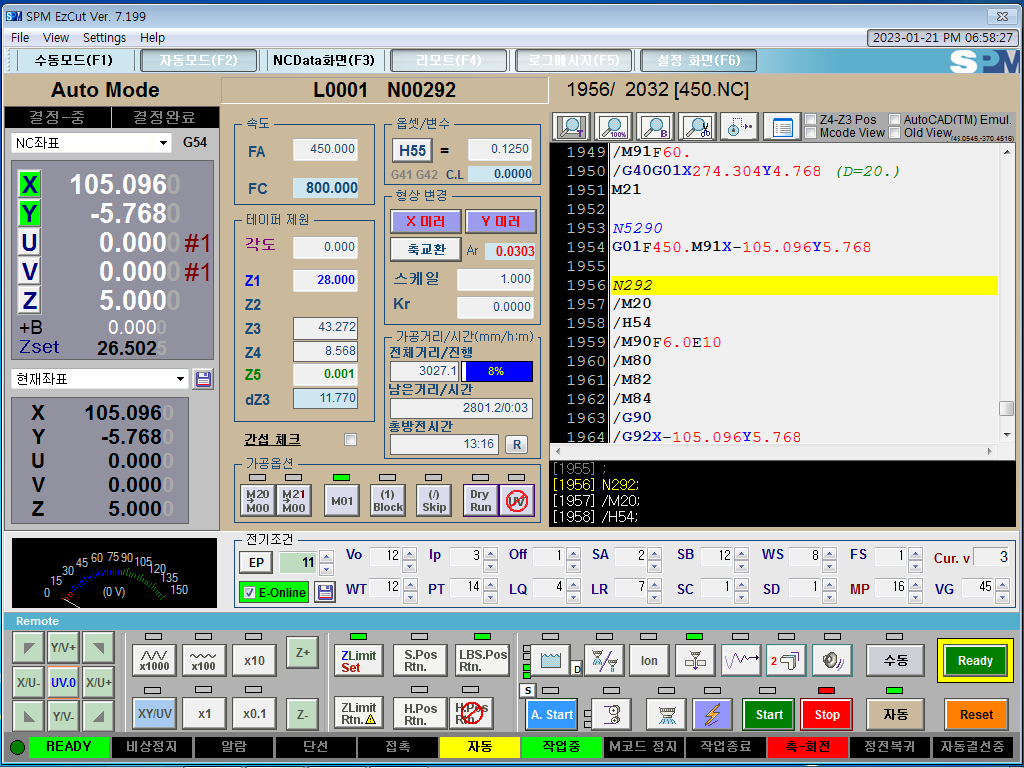 SPM EzCut Ver. 7.199
File View Settings Help
2023-01-21 PM 06:58:27
수동모드(F1) 자동모드(F2) NCData화면(F3) 리모트(F4) 로그메시지(F5) 설정 화면(F6) SPM
Auto Mode L0001 N00292 1956/ 2032 [450.NC]
결정-중 결정완료
NC좌표 G54
X 105.0960
Y -5.7680
U 0.0000 #1
V 0.0000 #1
Z 5.0000
+B 0.0000
Zset 26.5025
현재좌표
X 105.0960
Y -5.7680
U 0.0000
V 0.0000
Z 5.0000
속도
FA 450.000
FC 800.000
테이퍼 제원
각도 0.000
Z1 28.000
Z2
Z3 43.272
Z4 8.568
Z5 0.001
dZ3 11.770
간섭 체크
옵셋/변수
H55 = 0.1250
G41 G42 C.L 0.0000
형상 변경
X 미러 Y 미러
축교환 Ar 0.0303
스케일 1.000
Kr 0.0000
가공거리/시간(mm/h:m)
전체거리/진행
3027.1 8%
남은거리/시간
2801.2/0:03
총방전시간
13:16 R
가공옵션
M20 M00 M21 M00 M01 (1) Block (/) Skip Dry Run UV
100% B
Z4-Z3 Pos AutoCAD(TM) Emul.
Mcode View Old View (41.0545,-370.4516)
1949 /M91F60.
1950 /G40G01X274.304Y4.768 (D=20.)
1951 M21
1952
1953 N5290
1954 G01F450.M91X-105.096Y5.768
1955
1956 N292
1957 /M20
1958 /H54
1959 /M90F6.0E10
1960 /M80
1961 /M82
1962 /M84
1963 /G90
1964 /G92X-105.096Y5.768
[1955] ;
[1956] N292;
[1957] /M20;
[1958] /H54;
0 15 30 45 60 75 90 105 120 135 150
(0 V)
전기조건
EP 11 Vo 12 Ip 3 Off 1 SA 2 SB 12 WS 8 FS 1 Cur. v 3
E-Online WT 12 PT 14 LQ 4 LR 7 SC 1 SD 1 MP 16 VG 45
Remote
Y/V+ X/U- UV.0 X/U+ Y/V-
x1000 x100 x10 Z+
XY/UV x1 x0.1 Z-
ZLimit Set S.Pos Rtn. LBS.Pos Rtn.
ZLimit Rtn. H.Pos Rtn. H.Pos Rtn.
D Ion 2 수동 Ready
S A. Start Start Stop 자동 Reset
READY 비상정지 알람 단선 접촉 자동 작업중 M코드 정지 작업종료 축-회전 정전복귀 자동결선중